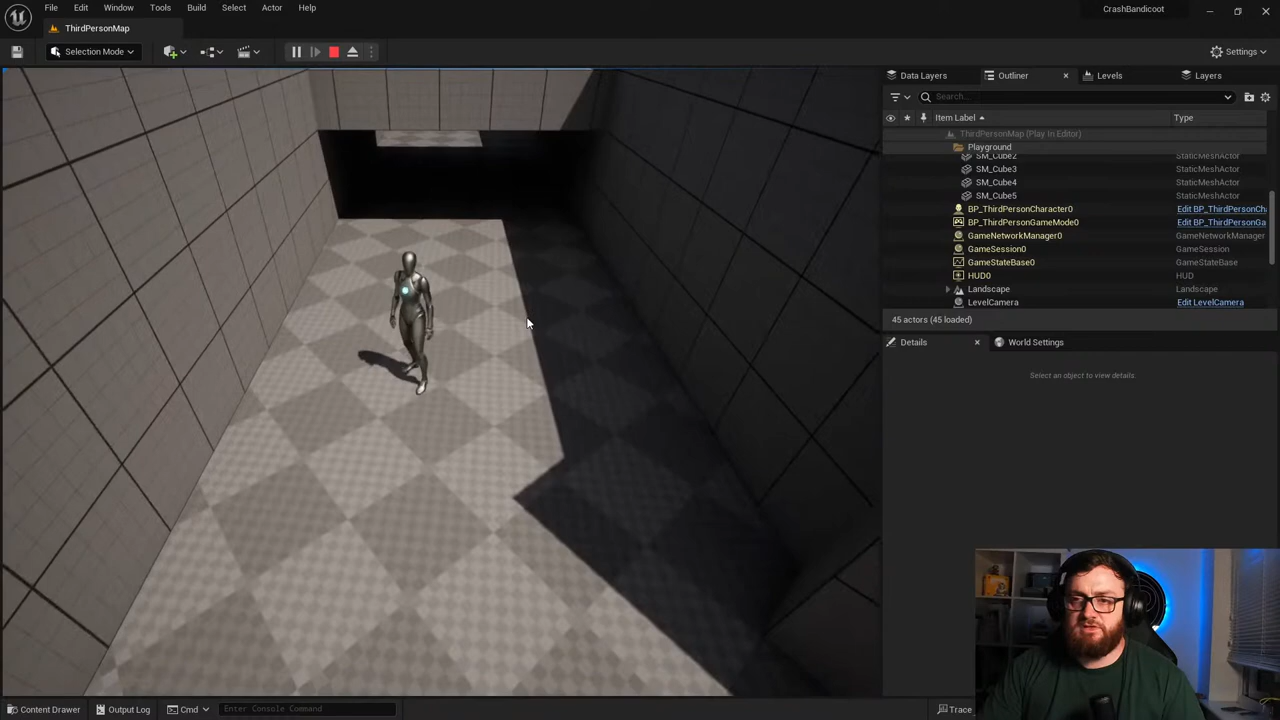 File Edit Window Tools Build Select Actor Help
CrashBandicoot
ThirdPersonMap
Selection Mode
Settings
Data Layers
Outliner
Levels
Layers
Search...
Item Label
Type
ThirdPersonMap (Play In Editor)
Playground
SM_Cube2 StaticMeshActor
SM_Cube3 StaticMeshActor
SM_Cube4 StaticMeshActor
SM_Cube5 StaticMeshActor
BP_ThirdPersonCharacter0 Edit BP_ThirdPersonCh
BP_ThirdPersonGameMode0 Edit BP_ThirdPersonGa
GameNetworkManager0 GameNetworkManager
GameSession0 GameSession
GameStateBase0 GameStateBase
HUD0 HUD
Landscape Landscape
LevelCamera Edit LevelCamera
45 actors (45 loaded)
Details
World Settings
Select an object to view details.
Content Drawer
Output Log
Cmd
Enter Console Command
Trace